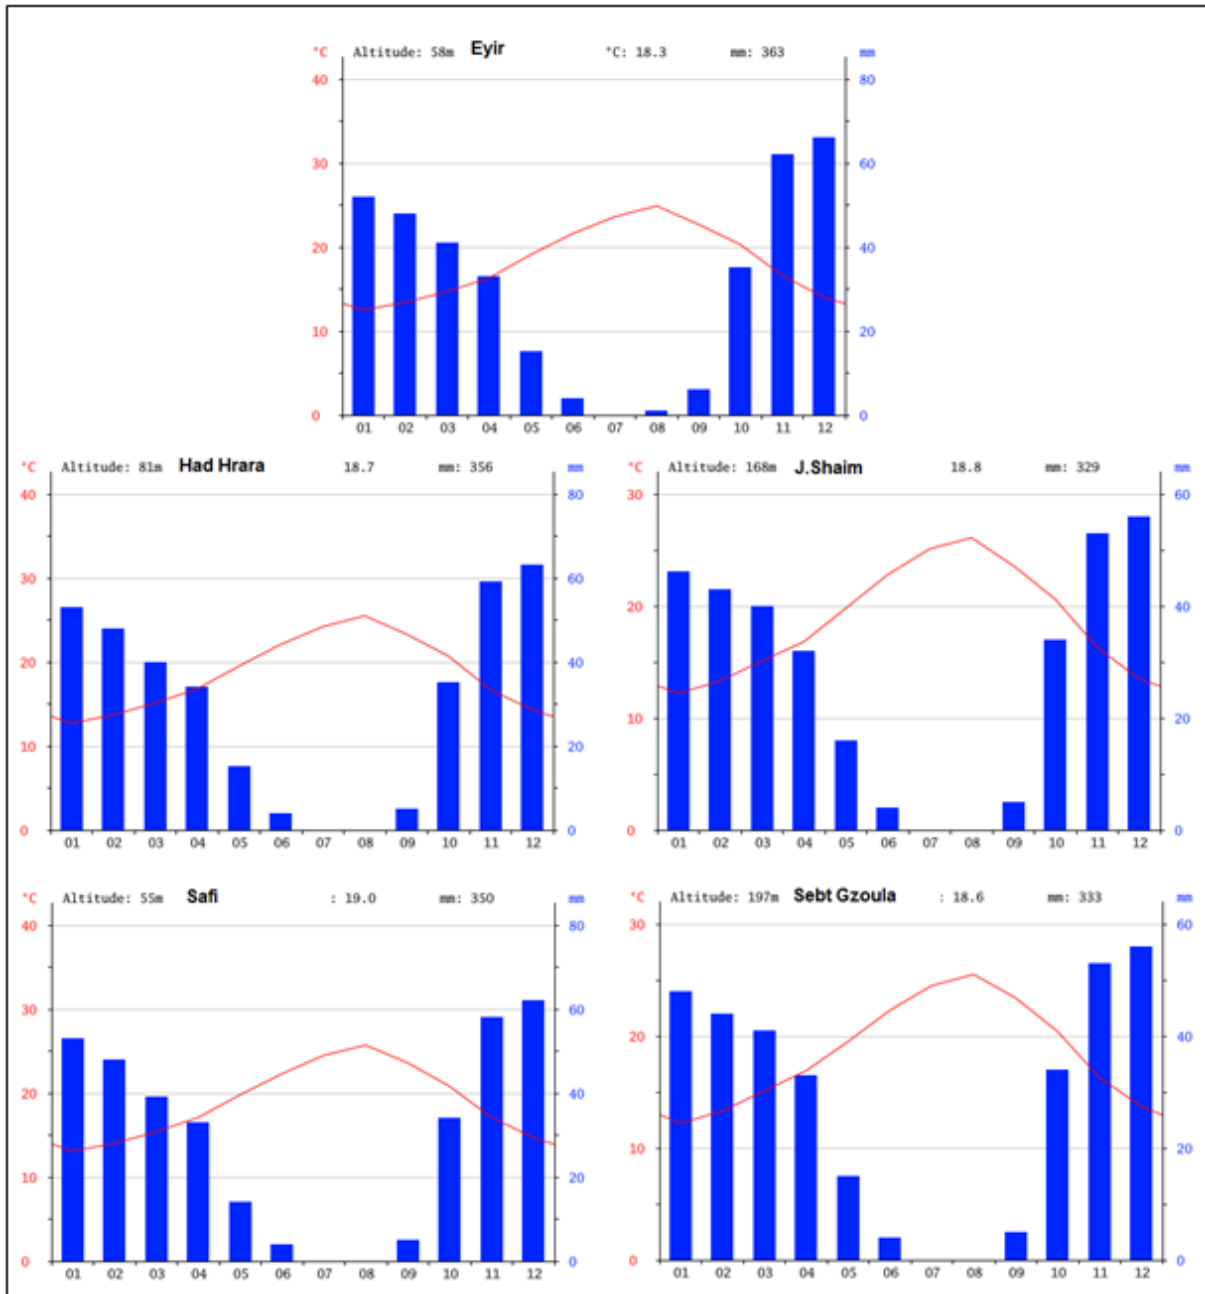 °C Altitude: 58m Eyir °C: 18.3 mm: 363 mm
40 80
30 60
20 40
10 20
0 0
01 02 03 04 05 06 07 08 09 10 11 12
°C Altitude: 81m Had Hrara 18.7 mm: 356 mm
40 80
30 60
20 40
10 20
0 0
01 02 03 04 05 06 07 08 09 10 11 12
°C Altitude: 168m J.Shaim 18.8 mm: 329 mm
30 60
20 40
10 20
0 0
01 02 03 04 05 06 07 08 09 10 11 12
°C Altitude: 55m Safi : 19.0 mm: 350 mm
40 80
30 60
20 40
10 20
0 0
01 02 03 04 05 06 07 08 09 10 11 12
°C Altitude: 197m Sebt Gzoula : 18.6 mm: 333 mm
30 60
20 40
10 20
0 0
01 02 03 04 05 06 07 08 09 10 11 12